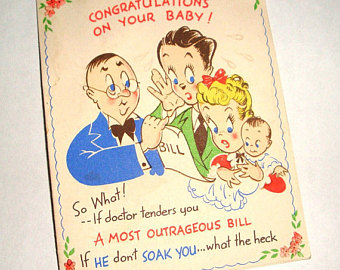 CONGRATULATIONS
ON YOUR BABY!
BILL
So What!
--If doctor tenders you
A MOST OUTRAGEOUS BILL
If HE don't SOAK YOU...what the heck